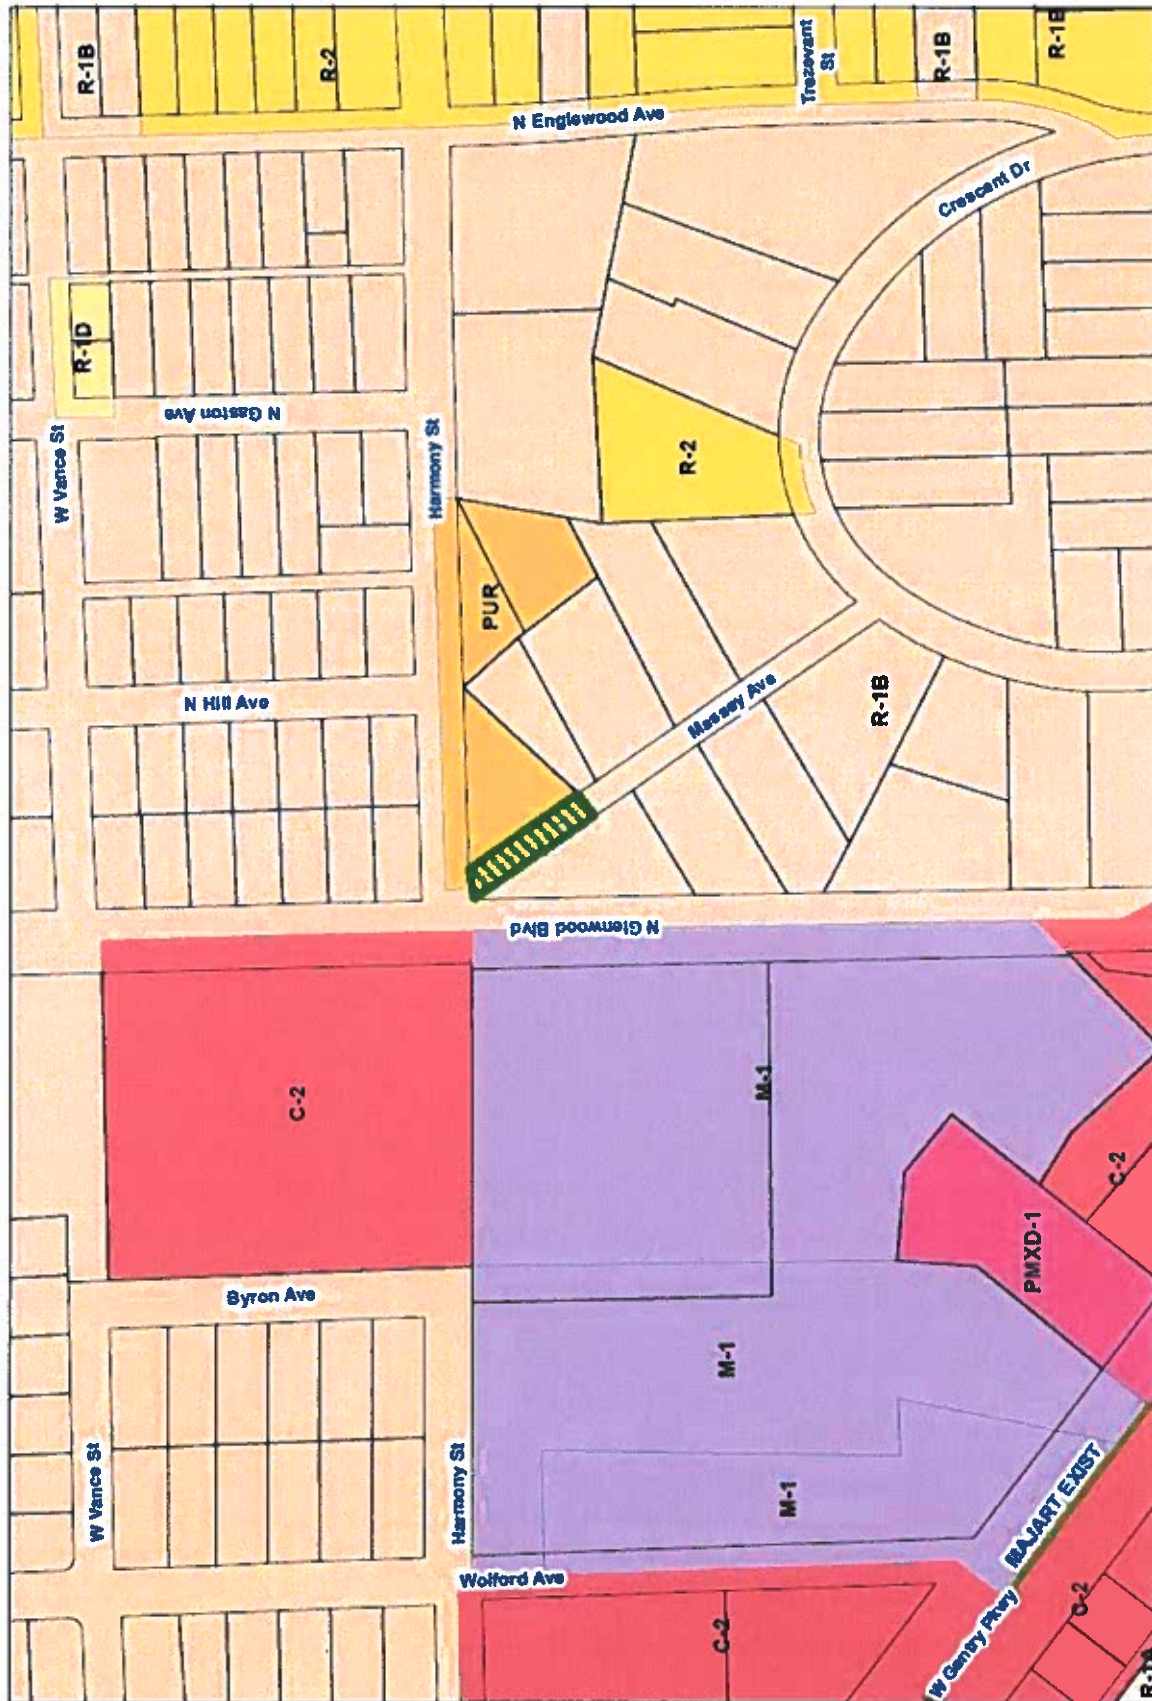 R-1B
R-2
Trezevant
St
R-1B
R-1B
N Englewood Ave
Crescent Dr
R-1D
N Gaston Ave
W Vance St
Harmony St
R-2
PUR
N Hill Ave
Massey Ave
R-1B
N Glenwood Blvd
C-2
M-1
C-2
PMXD-1
Byron Ave
M-1
W Vance St
Harmony St
M-1
MAJART EXIST
Wolford Ave
C-2
W Gentry Pkwy
C-2